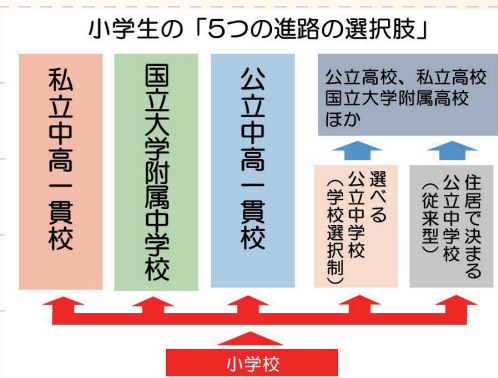 小学生の「5つの進路の選択肢」
私立中高一貫校
国立大学附属中学校
公立中高一貫校
公立高校、私立高校
国立大学附属高校
ほか
選べる
公立中学校
（学校選択制）
住居で決まる
公立中学校
（従来型）
小学校